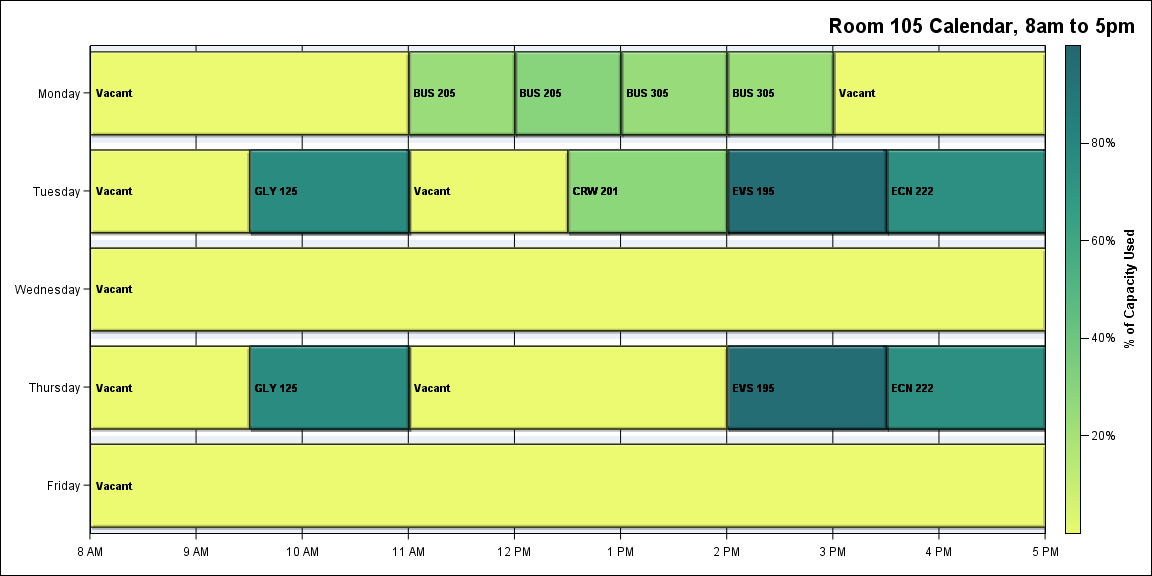 Room 105 Calendar, 8am to 5pm
Monday
Vacant
BUS 205
BUS 205
BUS 305
BUS 305
Vacant
Tuesday
Vacant
GLY 125
Vacant
CRW 201
EVS 195
ECN 222
Wednesday
Vacant
Thursday
Vacant
GLY 125
Vacant
EVS 195
ECN 222
Friday
Vacant
8 AM
9 AM
10 AM
11 AM
12 PM
1 PM
2 PM
3 PM
4 PM
5 PM
80%
60%
40%
20%
% of Capacity Used